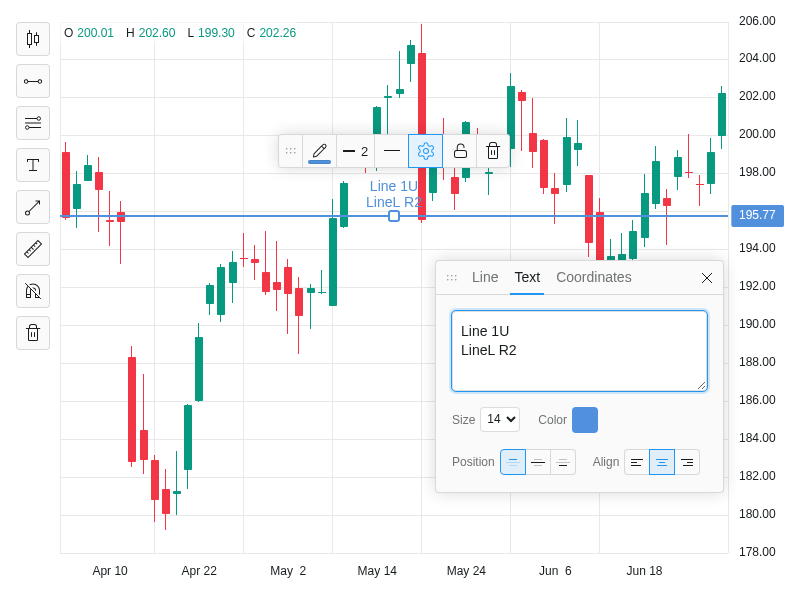 O 200.01 H 202.60 L 199.30 C 202.26
T
2
Line 1U
LineL R2
206.00
204.00
202.00
200.00
198.00
195.77
194.00
192.00
190.00
188.00
186.00
184.00
182.00
180.00
178.00
Line Text Coordinates
Line 1U
LineL R2
Size 14 Color
Position Align
Apr 10 Apr 22 May 2 May 14 May 24 Jun 6 Jun 18